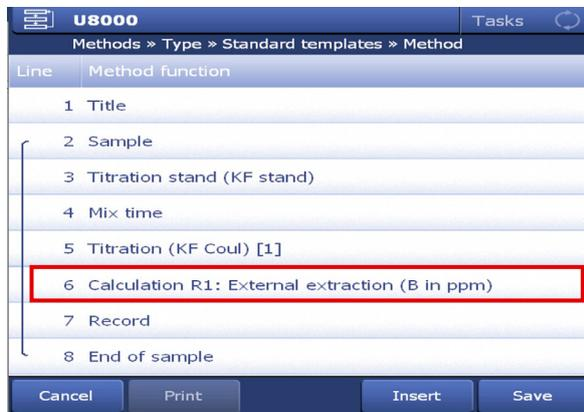 U8000 Tasks
Methods » Type » Standard templates » Method
Line Method function
1 Title
2 Sample
3 Titration stand (KF stand)
4 Mix time
5 Titration (KF Coul) [1]
6 Calculation R1: External extraction (B in ppm)
7 Record
8 End of sample
Cancel Print Insert Save